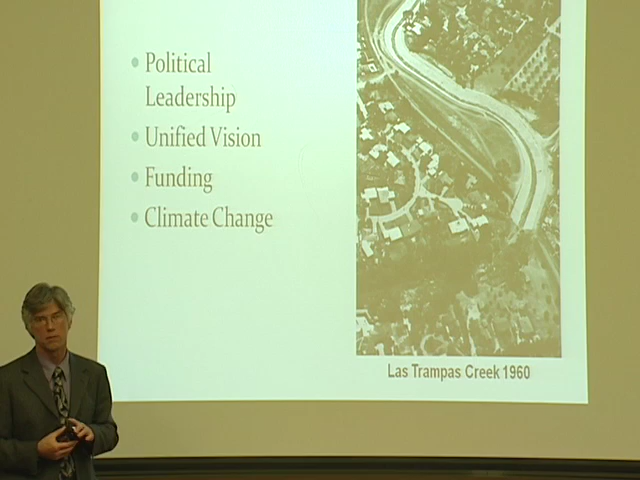 • Political
Leadership
• Unified Vision
• Funding
• Climate Change
Las Trampas Creek 1960